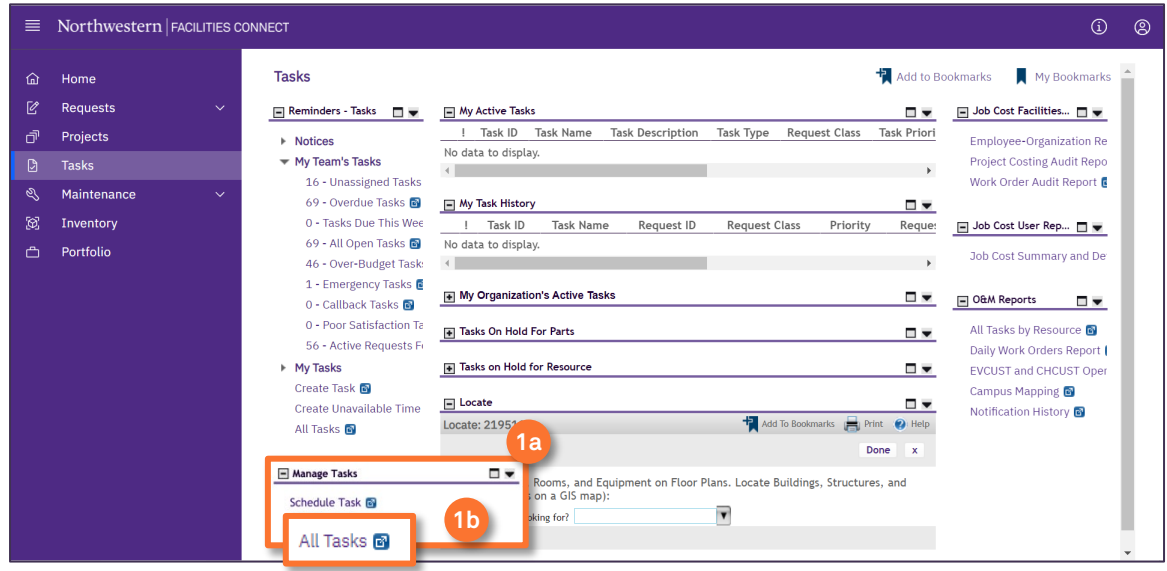 Northwestern | FACILITIES CONNECT
Home
Requests
Projects
Tasks
Maintenance
Inventory
Portfolio
Tasks
Add to Bookmarks
My Bookmarks
Reminders - Tasks
Notices
My Team's Tasks
16 - Unassigned Tasks
69 - Overdue Tasks
0 - Tasks Due This Wee
69 - All Open Tasks
46 - Over-Budget Task
1 - Emergency Tasks
0 - Callback Tasks
0 - Poor Satisfaction Ta
56 - Active Requests F
My Tasks
Create Task
Create Unavailable Time
All Tasks
Manage Tasks
Schedule Task
All Tasks
1a
1b
My Active Tasks
! Task ID Task Name Task Description Task Type Request Class Task Priori
No data to display.
My Task History
! Task ID Task Name Request ID Request Class Priority Reques
No data to display.
My Organization's Active Tasks
Tasks On Hold For Parts
Tasks on Hold for Resource
Locate
Locate: 21951
Add To Bookmarks Print Help
Done x
Rooms, and Equipment on Floor Plans. Locate Buildings, Structures, and
on a GIS map):
oking for?
Job Cost Facilities...
Employee-Organization Re
Project Costing Audit Repo
Work Order Audit Report
Job Cost User Rep...
Job Cost Summary and De
O&M Reports
All Tasks by Resource
Daily Work Orders Report
EVCUST and CHCUST Oper
Campus Mapping
Notification History